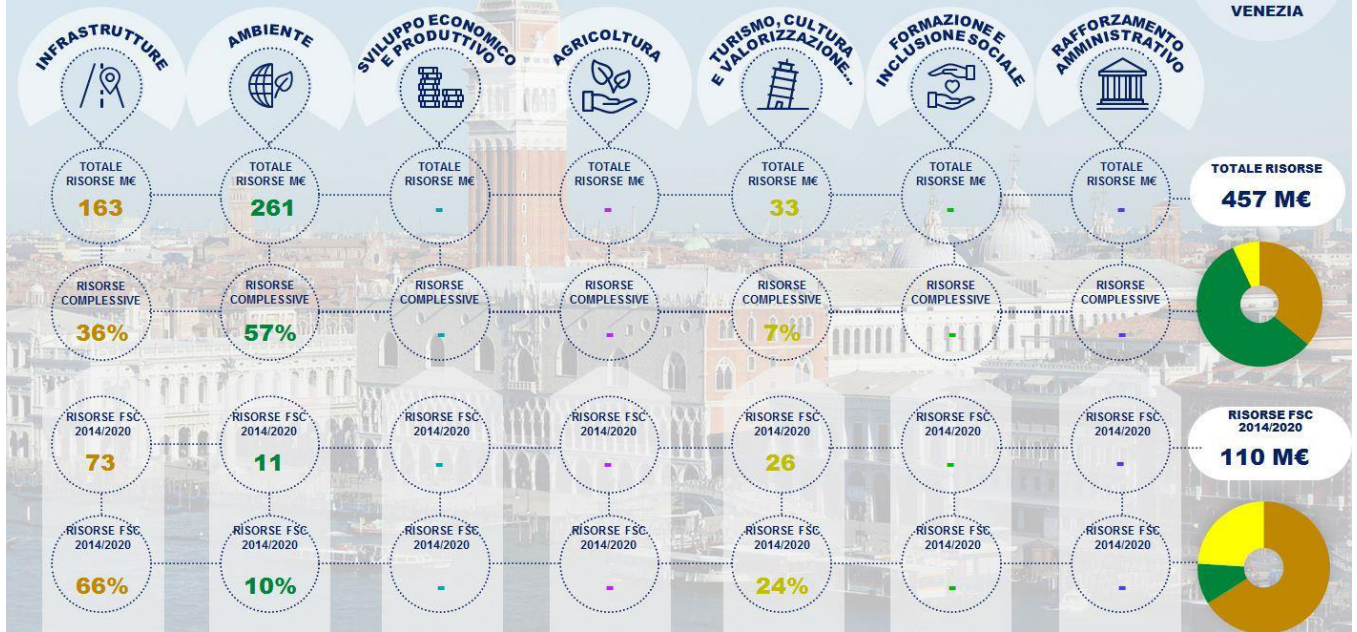 VENEZIA
INFRASTRUTTURE
AMBIENTE
SVILUPPO ECONOMICO
E PRODUTTIVO
AGRICOLTURA
TURISMO, CULTURA
E VALORIZZAZIONE...
FORMAZIONE E
INCLUSIONE SOCIALE
RAFFORZAMENTO
AMMINISTRATIVO
TOTALE
RISORSE M€
163
TOTALE
RISORSE M€
261
TOTALE
RISORSE M€
-
TOTALE
RISORSE M€
-
TOTALE
RISORSE M€
33
TOTALE
RISORSE M€
-
TOTALE
RISORSE M€
-
TOTALE RISORSE
457 M€
RISORSE
COMPLESSIVE
36%
RISORSE
COMPLESSIVE
57%
RISORSE
COMPLESSIVE
-
RISORSE
COMPLESSIVE
-
RISORSE
COMPLESSIVE
7%
RISORSE
COMPLESSIVE
-
RISORSE
COMPLESSIVE
-
RISORSE FSC
2014/2020
73
RISORSE FSC
2014/2020
11
RISORSE FSC
2014/2020
-
RISORSE FSC
2014/2020
-
RISORSE FSC
2014/2020
26
RISORSE FSC
2014/2020
-
RISORSE FSC
2014/2020
-
RISORSE FSC
2014/2020
110 M€
RISORSE FSC
2014/2020
66%
RISORSE FSC
2014/2020
10%
RISORSE FSC
2014/2020
-
RISORSE FSC
2014/2020
-
RISORSE FSC
2014/2020
24%
RISORSE FSC
2014/2020
-
RISORSE FSC
2014/2020
-